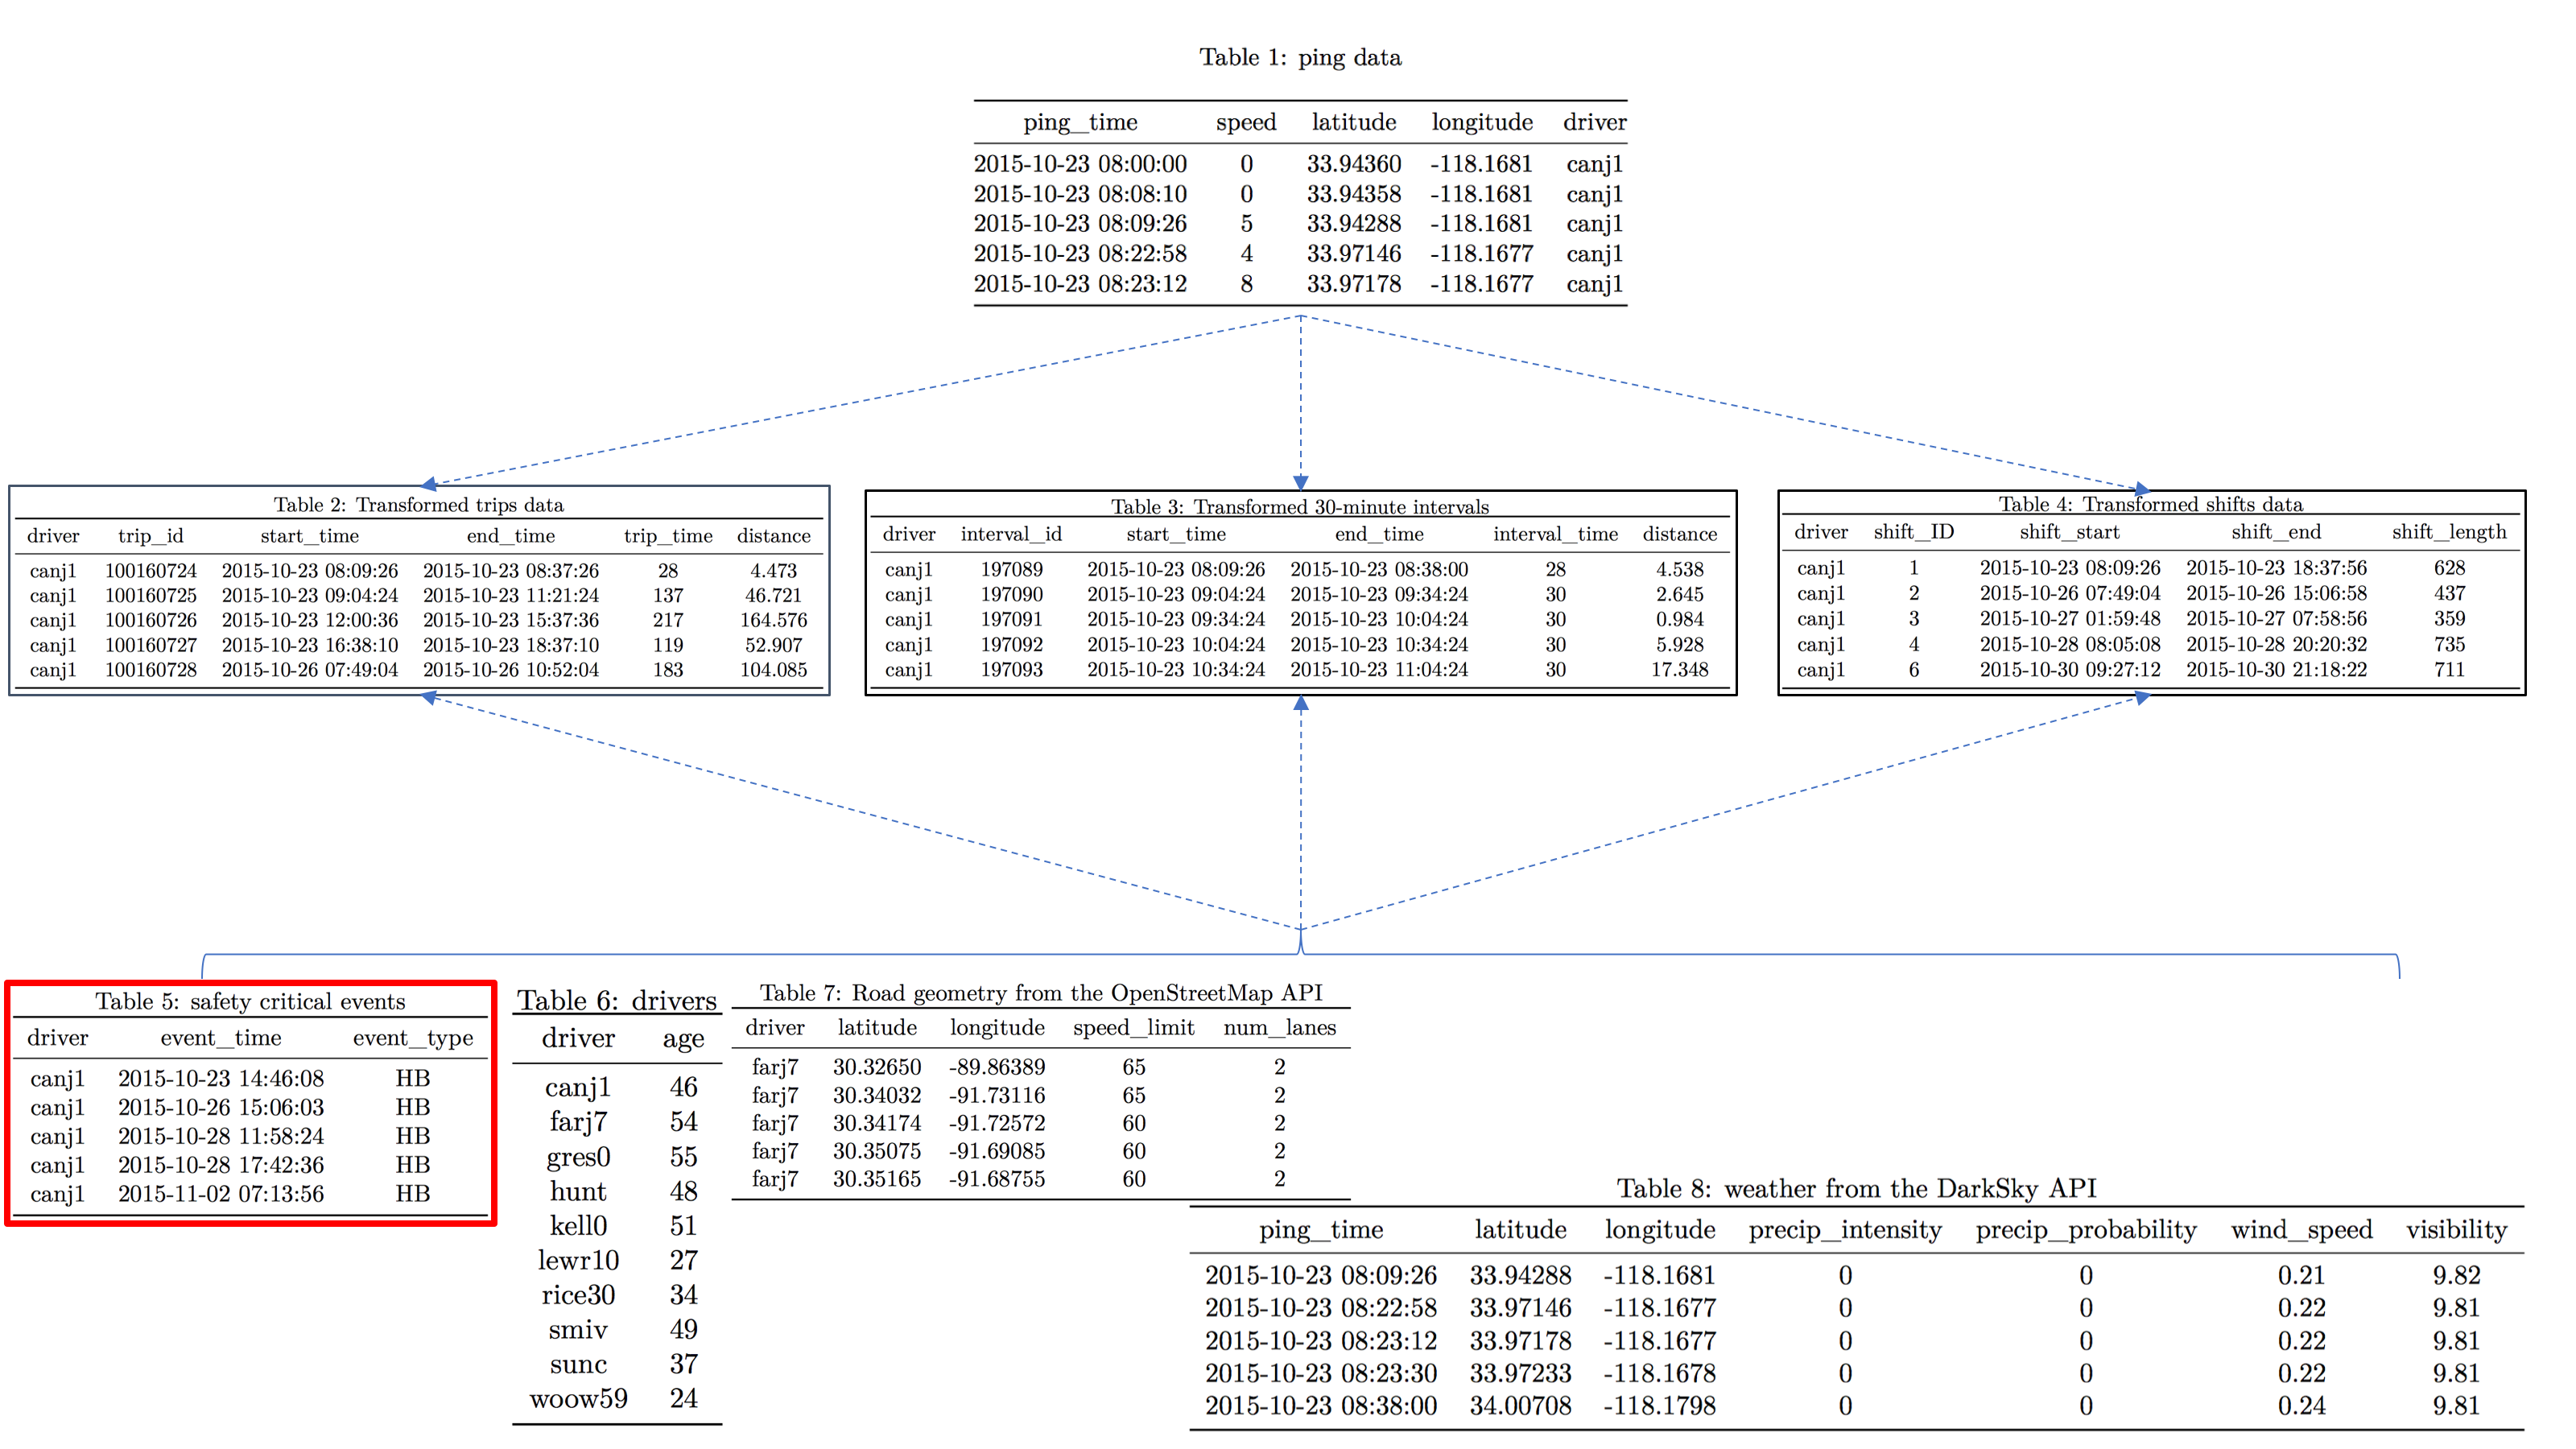 Table 1: ping data
ping_time speed latitude longitude driver
2015-10-23 08:00:00 0 33.94360 -118.1681 canj1
2015-10-23 08:08:10 0 33.94358 -118.1681 canj1
2015-10-23 08:09:26 5 33.94288 -118.1681 canj1
2015-10-23 08:22:58 4 33.97146 -118.1677 canj1
2015-10-23 08:23:12 8 33.97178 -118.1677 canj1
Table 2: Transformed trips data
driver trip_id start_time end_time trip_time distance
canj1 100160724 2015-10-23 08:09:26 2015-10-23 08:37:26 28 4.473
canj1 100160725 2015-10-23 09:04:24 2015-10-23 11:21:24 137 46.721
canj1 100160726 2015-10-23 12:00:36 2015-10-23 15:37:36 217 164.576
canj1 100160727 2015-10-23 16:38:10 2015-10-23 18:37:10 119 52.907
canj1 100160728 2015-10-26 07:49:04 2015-10-26 10:52:04 183 104.085
Table 3: Transformed 30-minute intervals
driver interval_id start_time end_time interval_time distance
canj1 197089 2015-10-23 08:09:26 2015-10-23 08:38:00 28 4.538
canj1 197090 2015-10-23 09:04:24 2015-10-23 09:34:24 30 2.645
canj1 197091 2015-10-23 09:34:24 2015-10-23 10:04:24 30 0.984
canj1 197092 2015-10-23 10:04:24 2015-10-23 10:34:24 30 5.928
canj1 197093 2015-10-23 10:34:24 2015-10-23 11:04:24 30 17.348
Table 4: Transformed shifts data
driver shift_ID shift_start shift_end shift_length
canj1 1 2015-10-23 08:09:26 2015-10-23 18:37:56 628
canj1 2 2015-10-26 07:49:04 2015-10-26 15:06:58 437
canj1 3 2015-10-27 01:59:48 2015-10-27 07:58:56 359
canj1 4 2015-10-28 08:05:08 2015-10-28 20:20:32 735
canj1 6 2015-10-30 09:27:12 2015-10-30 21:18:22 711
Table 5: safety critical events
driver event_time event_type
canj1 2015-10-23 14:46:08 HB
canj1 2015-10-26 15:06:03 HB
canj1 2015-10-28 11:58:24 HB
canj1 2015-10-28 17:42:36 HB
canj1 2015-11-02 07:13:56 HB
Table 6: drivers
driver age
canj1 46
farj7 54
gres0 55
hunt 48
kell0 51
lewr10 27
rice30 34
smiv 49
sunc 37
woow59 24
Table 7: Road geometry from the OpenStreetMap API
driver latitude longitude speed_limit num_lanes
farj7 30.32650 -89.86389 65 2
farj7 30.34032 -91.73116 65 2
farj7 30.34174 -91.72572 60 2
farj7 30.35075 -91.69085 60 2
farj7 30.35165 -91.68755 60 2
Table 8: weather from the DarkSky API
ping_time latitude longitude precip_intensity precip_probability wind_speed visibility
2015-10-23 08:09:26 33.94288 -118.1681 0 0 0.21 9.82
2015-10-23 08:22:58 33.97146 -118.1677 0 0 0.22 9.81
2015-10-23 08:23:12 33.97178 -118.1677 0 0 0.22 9.81
2015-10-23 08:23:30 33.97233 -118.1678 0 0 0.22 9.81
2015-10-23 08:38:00 34.00708 -118.1798 0 0 0.24 9.81